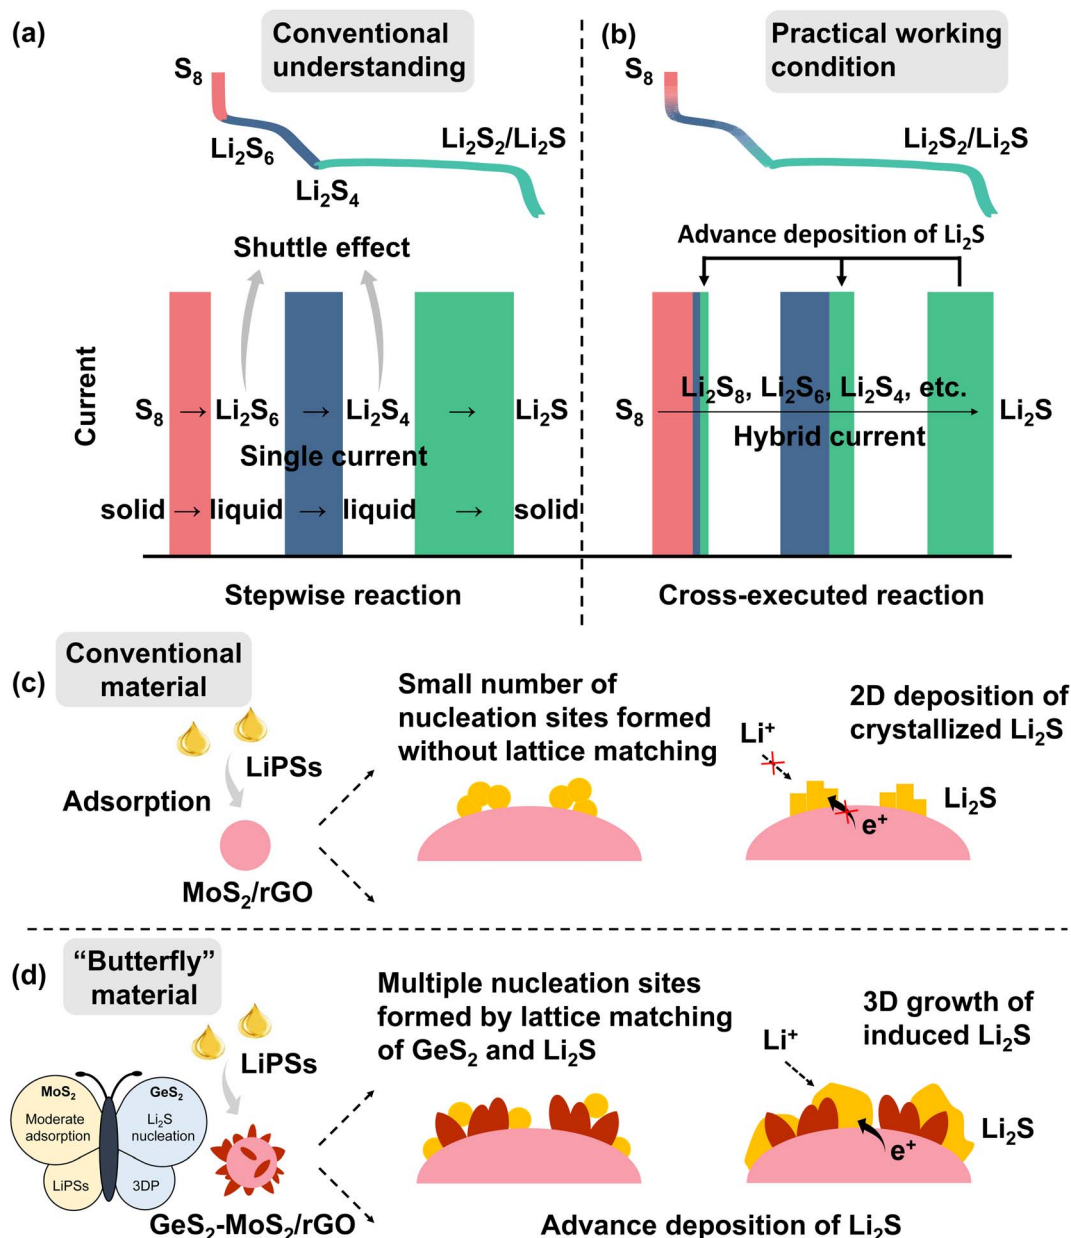 (a)
Conventional
understanding
S₈
Li₂S₆
Li₂S₄
Li₂S₂/Li₂S
Shuttle effect
Current
S₈ → Li₂S₆ → Li₂S₄ → Li₂S
Single current
solid → liquid → liquid → solid
Stepwise reaction
(b)
Practical working
condition
S₈
Li₂S₂/Li₂S
Advance deposition of Li₂S
Li₂S₈, Li₂S₆, Li₂S₄, etc.
S₈
Li₂S
Hybrid current
Cross-executed reaction
(c)
Conventional
material
LiPSs
Adsorption
MoS₂/rGO
Small number of
nucleation sites formed
without lattice matching
2D deposition of
crystallized Li₂S
Li⁺
Li₂S
e⁺
(d)
“Butterfly”
material
LiPSs
MoS₂
Moderate
adsorption
LiPSs
GeS₂
Li₂S
nucleation
3DP
GeS₂-MoS₂/rGO
Multiple nucleation sites
formed by lattice matching
of GeS₂ and Li₂S
3D growth of
induced Li₂S
Li⁺
Li₂S
e⁺
Advance deposition of Li₂S